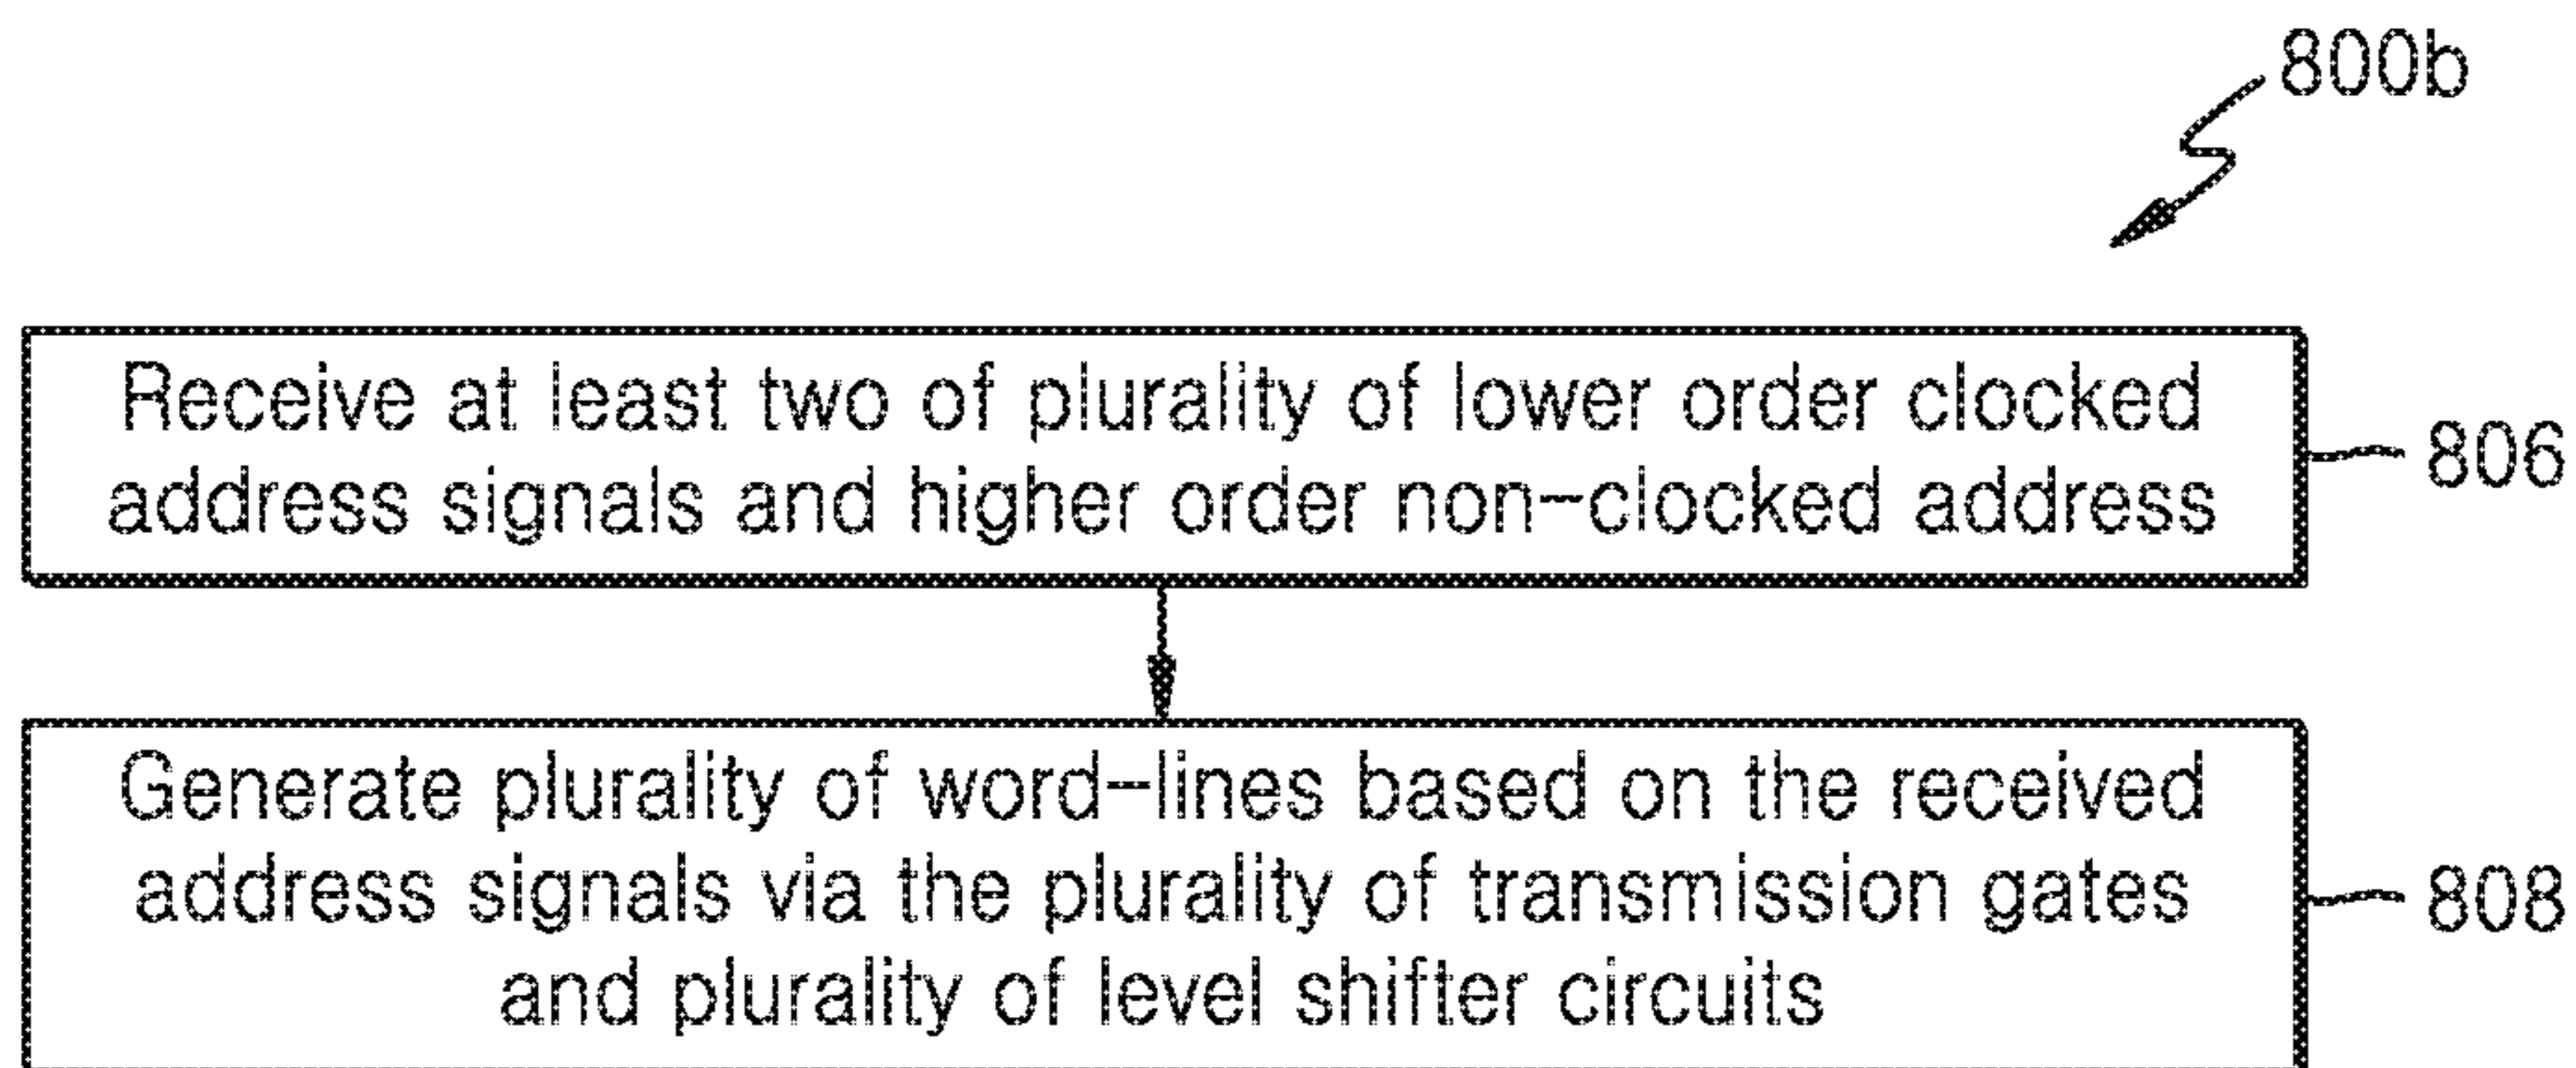 800b
Receive at least two of plurality of lower order clocked
address signals and higher order non-clocked address
806
Generate plurality of word-lines based on the received
address signals via the plurality of transmission gates
and plurality of level shifter circuits
808